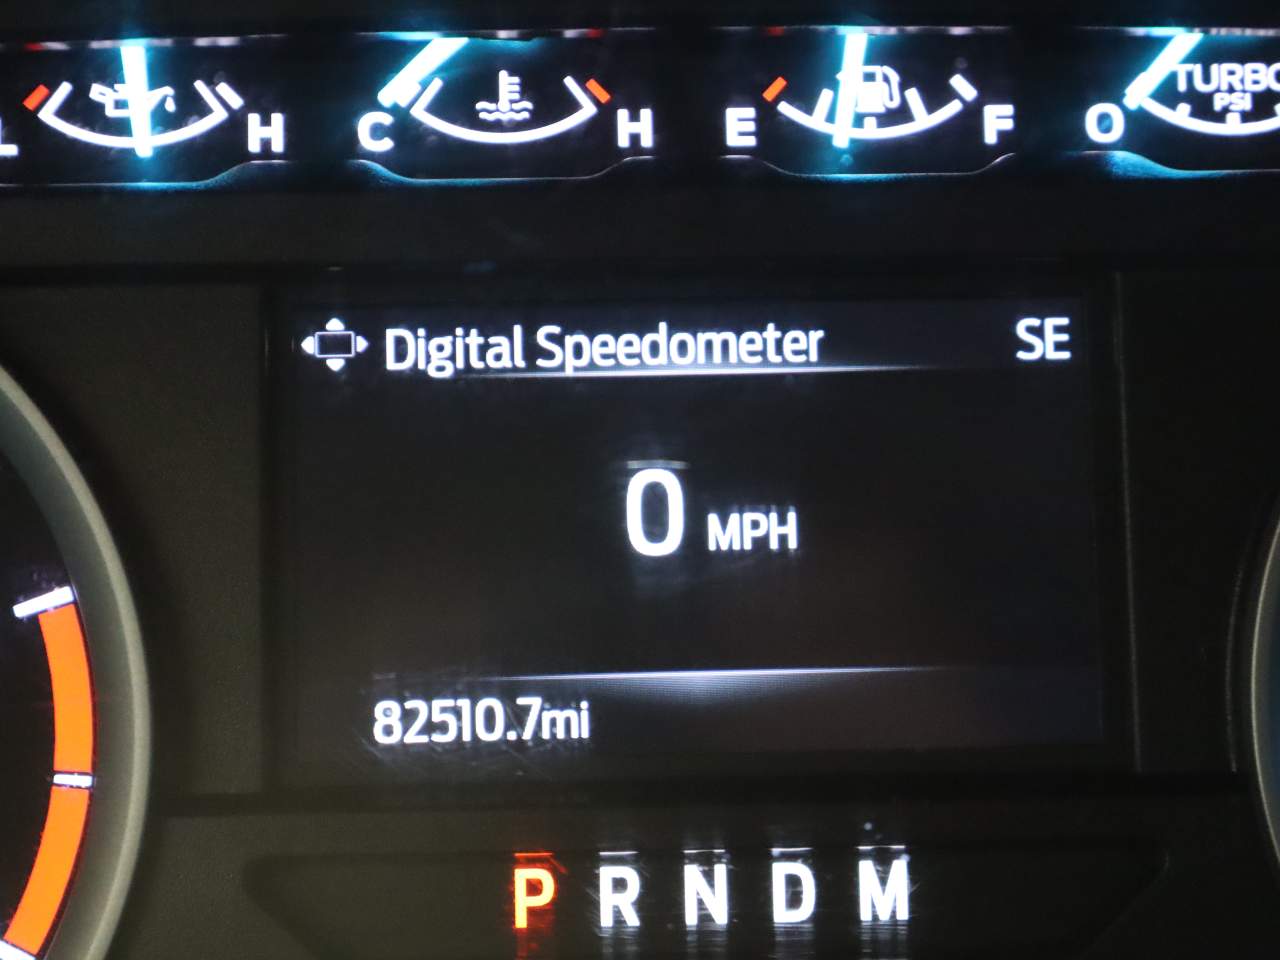 L H C H E F O TURBO
PSI
Digital Speedometer SE
0 MPH
82510.7mi
P R N D M